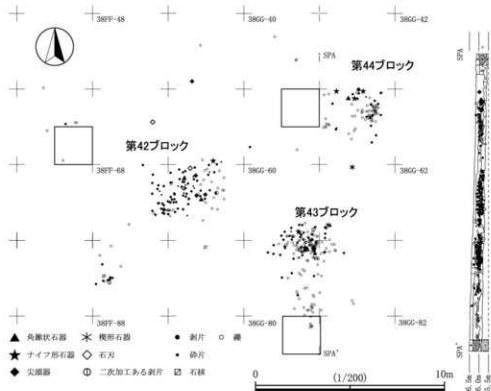 38FF-48
38GG-40
38GG-42
SPA
第44ブロック
第42ブロック
38FF-68
38GG-60
38GG-62
第43ブロック
38FF-88
38GG-80
38GG-82
SPA'
▲ 角錐状石器
楔形石器
剥片
礫
★ ナイフ形石器
石刃
砕片
◆ 尖頭器
二次加工ある剥片
石核
0
(1/200)
10m
SPA
SPA'